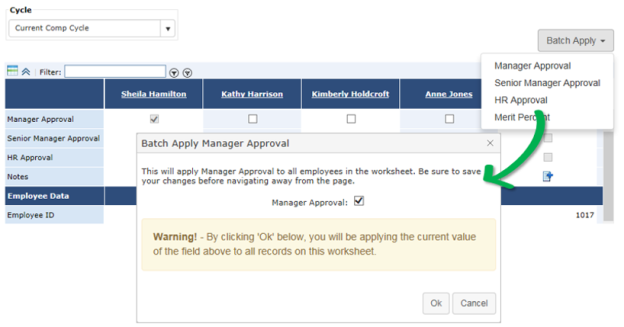 Cycle
Current Comp Cycle
Batch Apply
Manager Approval
Senior Manager Approval
HR Approval
Merit Percent
Filter:
Sheila Hamilton Kathy Harrison Kimberly Holdcroft Anne Jones
Manager Approval
Senior Manager Approval
HR Approval
Notes
Employee Data
Employee ID 1017
Batch Apply Manager Approval
This will apply Manager Approval to all employees in the worksheet. Be sure to save
your changes before navigating away from the page.
Manager Approval:
Warning! - By clicking 'Ok' below, you will be applying the current value
of the field above to all records on this worksheet.
Ok Cancel